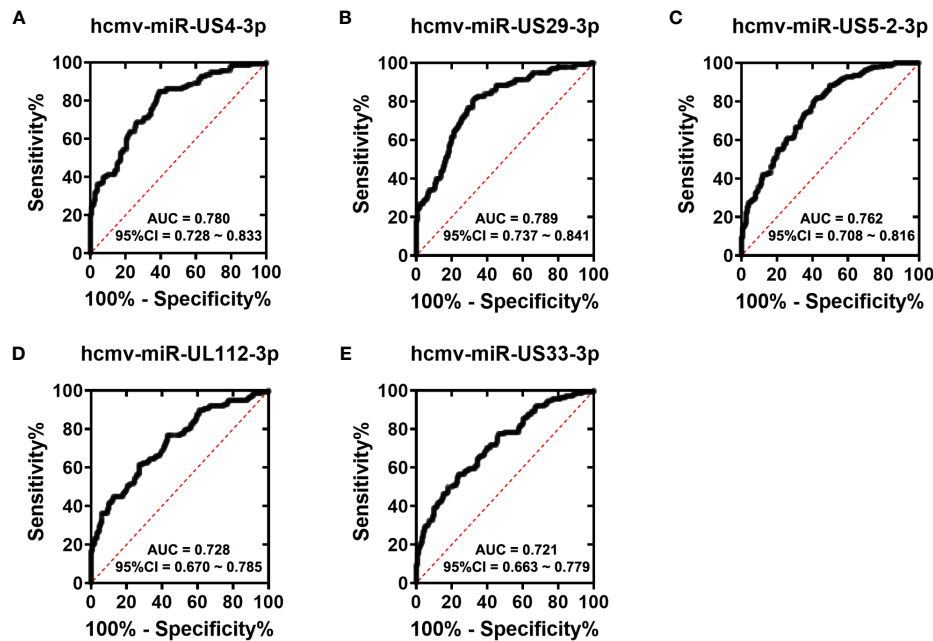 A
hcmv-miR-US4-3p
Sensitivity%
100
80
60
40
20
0
AUC = 0.780
95%CI = 0.728 ~ 0.833
0 20 40 60 80 100
100% - Specificity%
B
hcmv-miR-US29-3p
Sensitivity%
100
80
60
40
20
0
AUC = 0.789
95%CI = 0.737 ~ 0.841
0 20 40 60 80 100
100% - Specificity%
C
hcmv-miR-US5-2-3p
Sensitivity%
100
80
60
40
20
0
AUC = 0.762
95%CI = 0.708 ~ 0.816
0 20 40 60 80 100
100% - Specificity%
D
hcmv-miR-UL112-3p
Sensitivity%
100
80
60
40
20
0
AUC = 0.728
95%CI = 0.670 ~ 0.785
0 20 40 60 80 100
100% - Specificity%
E
hcmv-miR-US33-3p
Sensitivity%
100
80
60
40
20
0
AUC = 0.721
95%CI = 0.663 ~ 0.779
0 20 40 60 80 100
100% - Specificity%